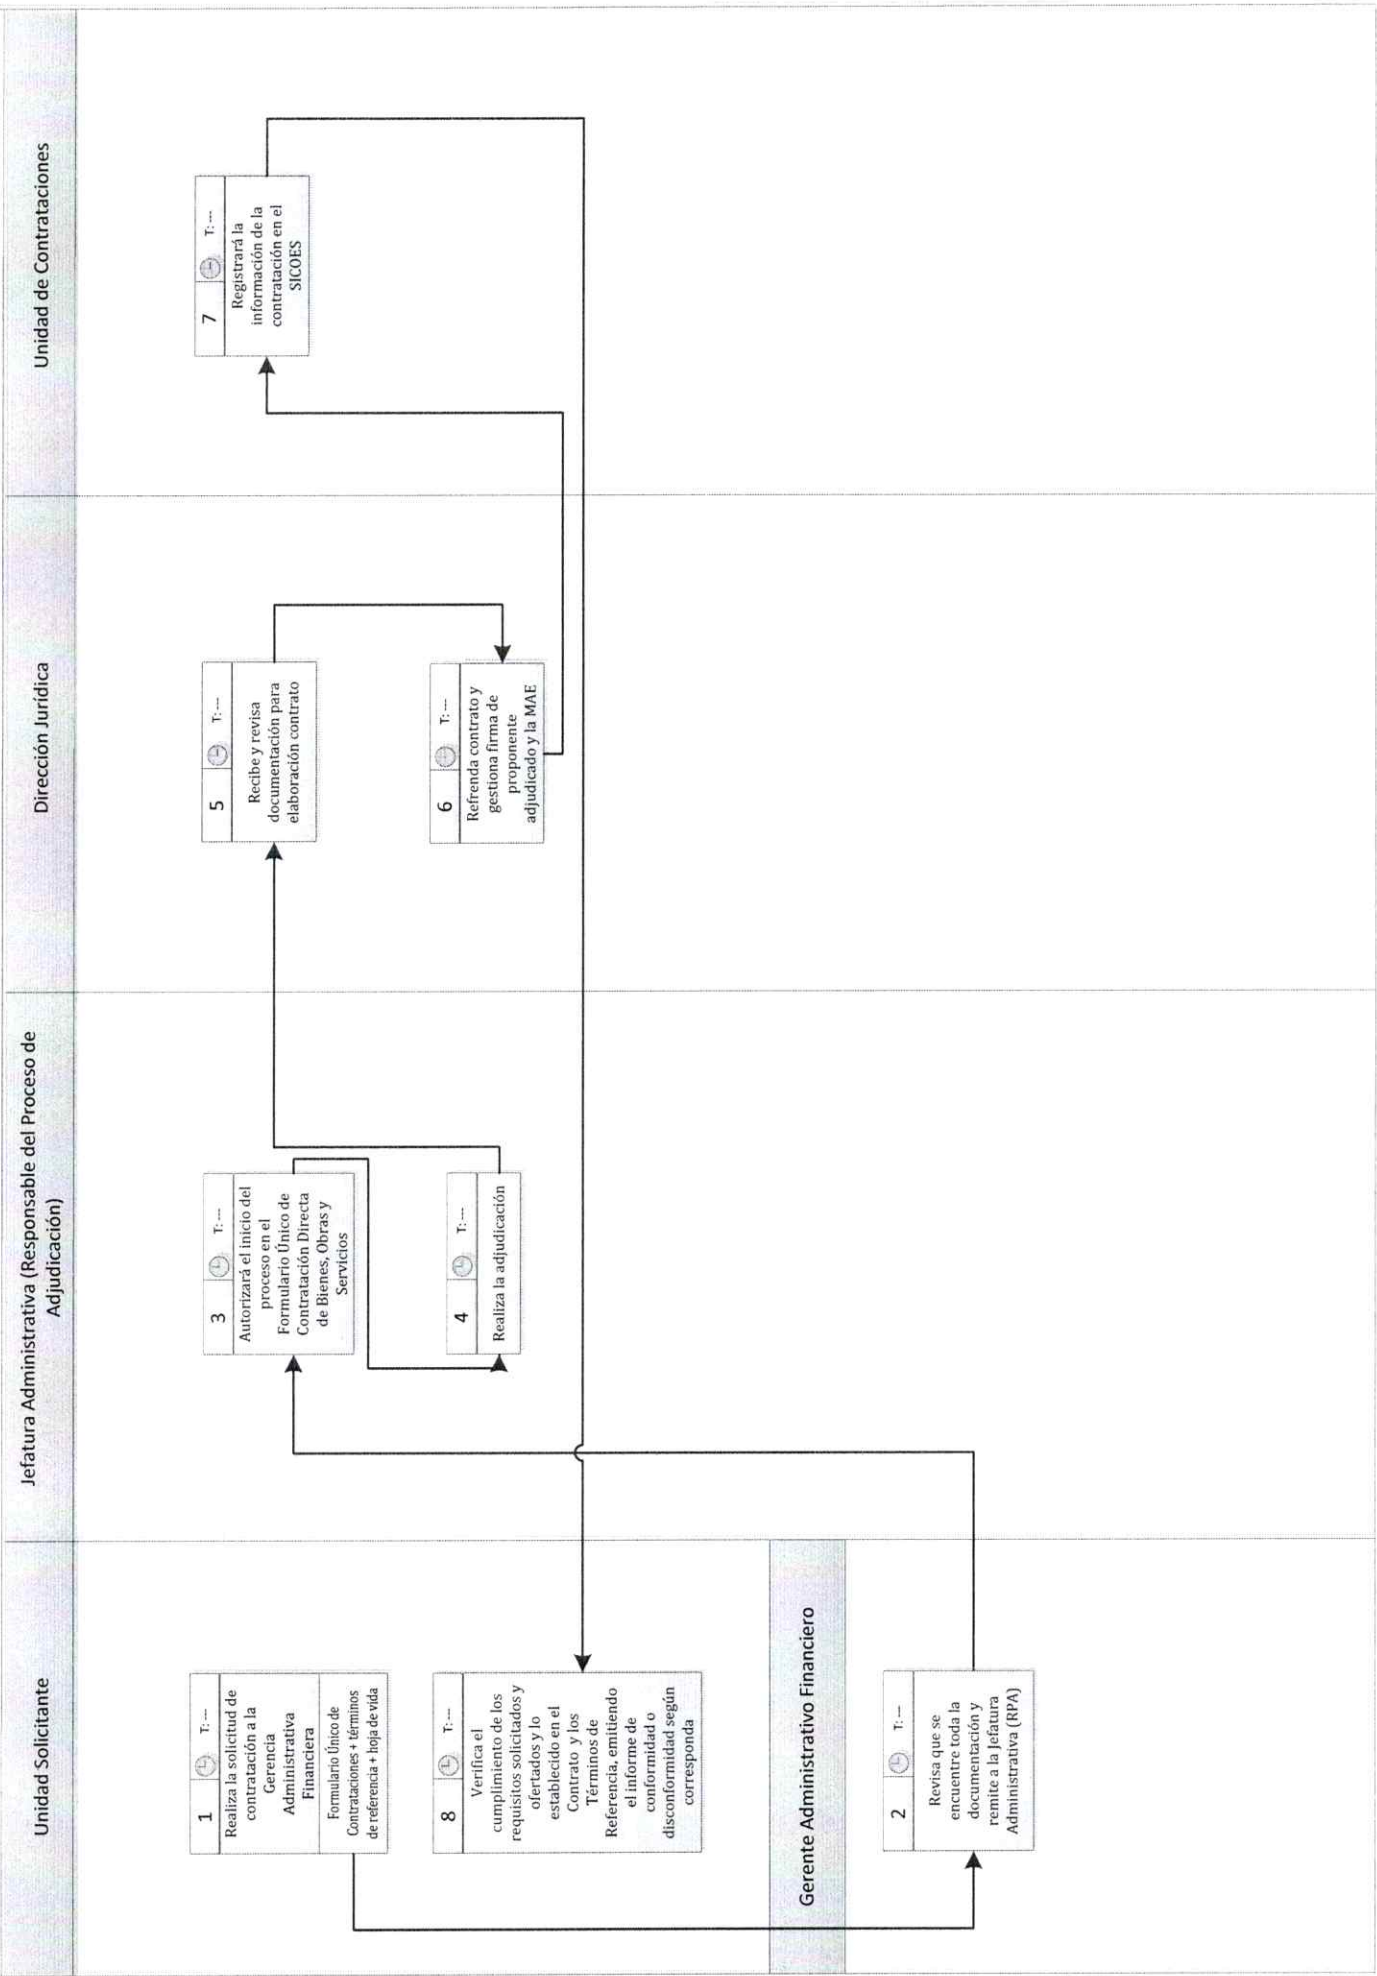 Unidad Solicitante
1 T: ---
Realiza la solicitud de
contratación a la
Gerencia
Administrativa
Financiera
Formulario Único de
Contrataciones + términos
de referencia + hoja de vida
8 T: ---
Verifica el
cumplimiento de los
requisitos solicitados y
ofertados y lo
establecido en el
Contrato y los
Términos de
Referencia, emitiendo
el informe de
conformidad o
disconformidad según
corresponda
Gerente Administrativo Financiero
2 T: ---
Revisa que se
encuentre toda la
documentación y
remite a la Jefatura
Administrativa (RPA)
Jefatura Administrativa (Responsable del Proceso de
Adjudicación)
3 T: ---
Autorizará el inicio del
proceso en el
Formulario Único de
Contratación Directa
de Bienes, Obras y
Servicios
4 T: ---
Realiza la adjudicación
Dirección Jurídica
5 T: ---
Recibe y revisa
documentación para
elaboración contrato
6 T: ---
Refrenda contrato y
gestiona firma de
proponente
adjudicado y la MAE
Unidad de Contrataciones
7 T: ---
Registrará la
información de la
contratación en el
SICOES